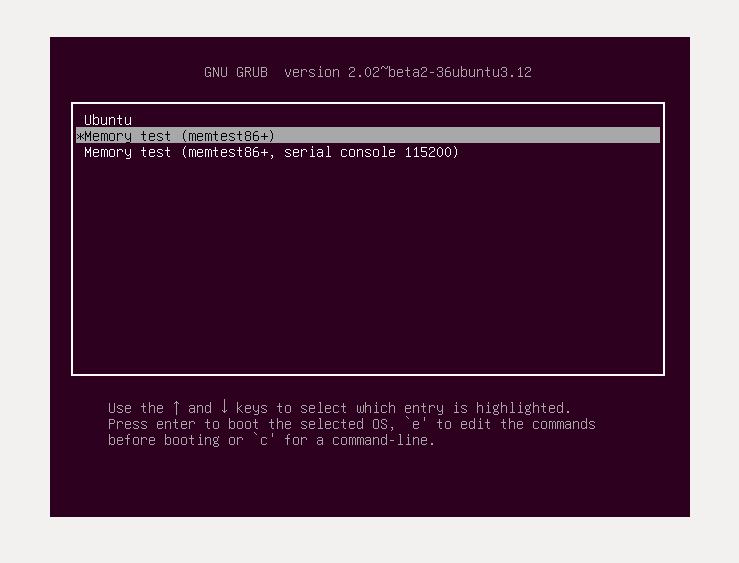 GNU GRUB  version 2.02~beta2-36ubuntu3.12
Ubuntu
*Memory test (memtest86+)
Memory test (memtest86+, serial console 115200)
Use the ↑ and ↓ keys to select which entry is highlighted.
Press enter to boot the selected OS, `e' to edit the commands
before booting or `c' for a command-line.